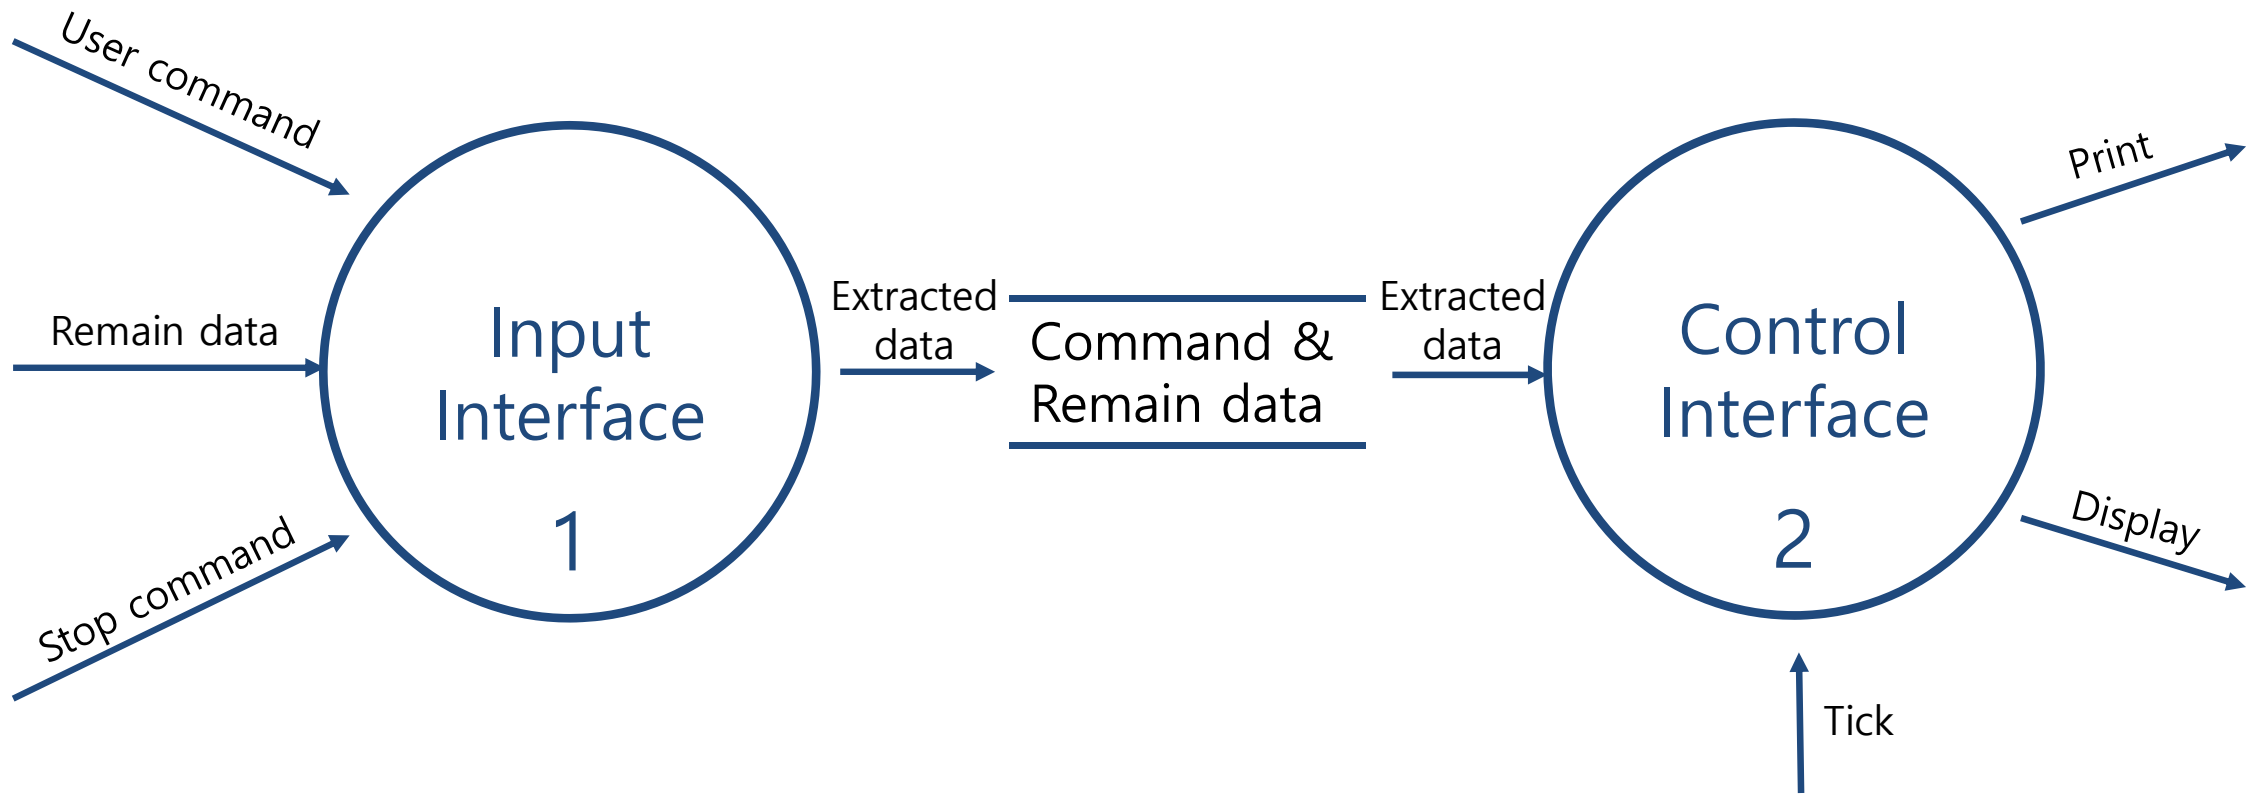 User command
Remain data
Stop command
Input
Interface
1
Extracted
data
Command &
Remain data
Extracted
data
Control
Interface
2
Print
Display
Tick